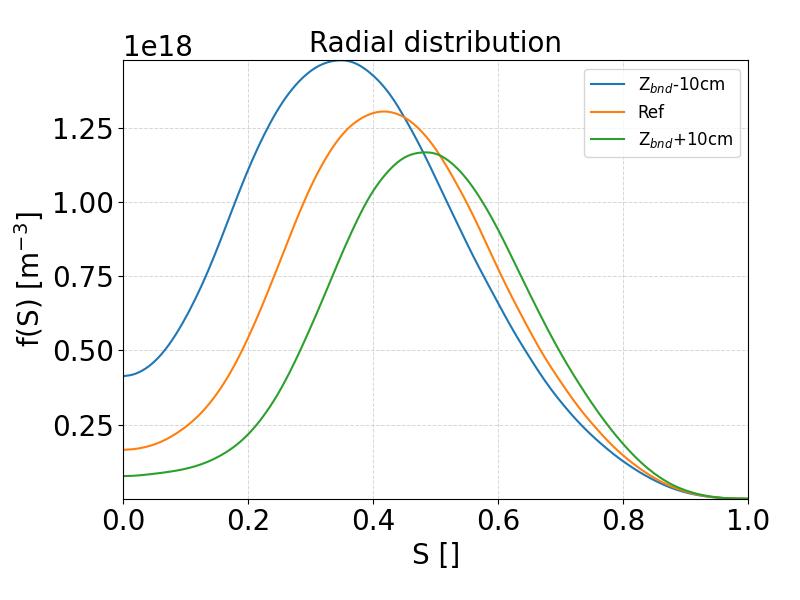 Radial distribution
1e18
1.25
1.00
0.75
0.50
0.25
f(S) [m⁻³]
0.0 0.2 0.4 0.6 0.8 1.0
S []
Z_bnd-10cm
Ref
Z_bnd+10cm